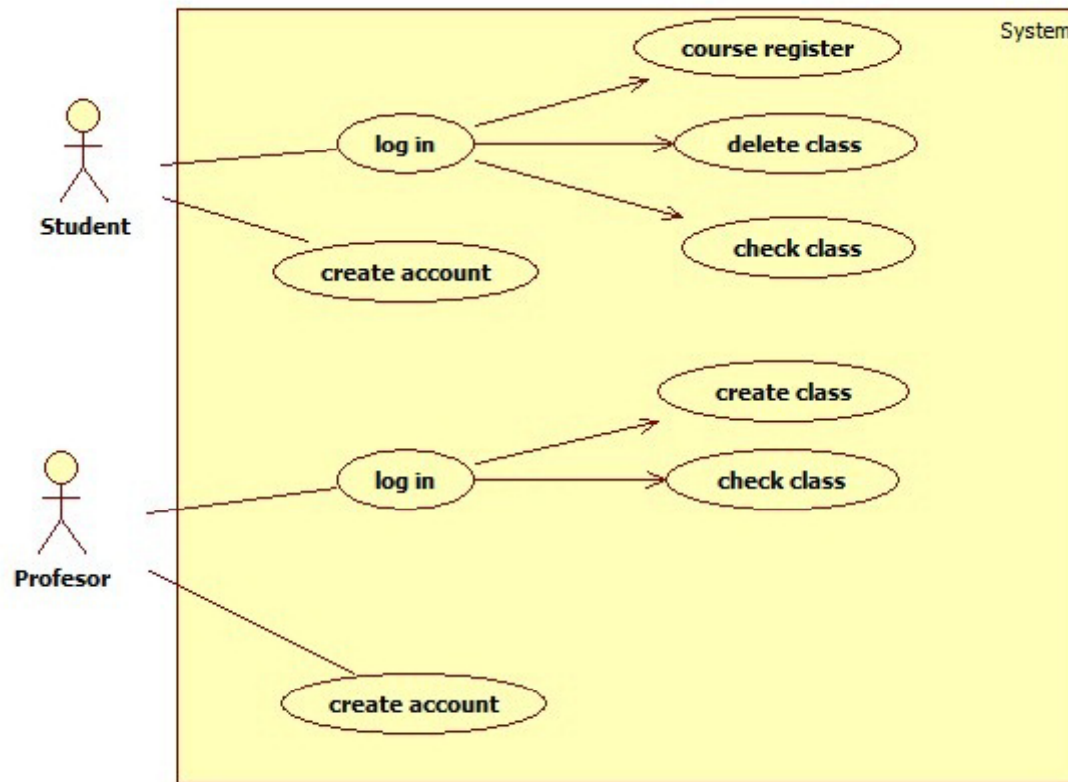 System
course register
log in
delete class
Student
check class
create account
create class
log in
check class
Profesor
create account